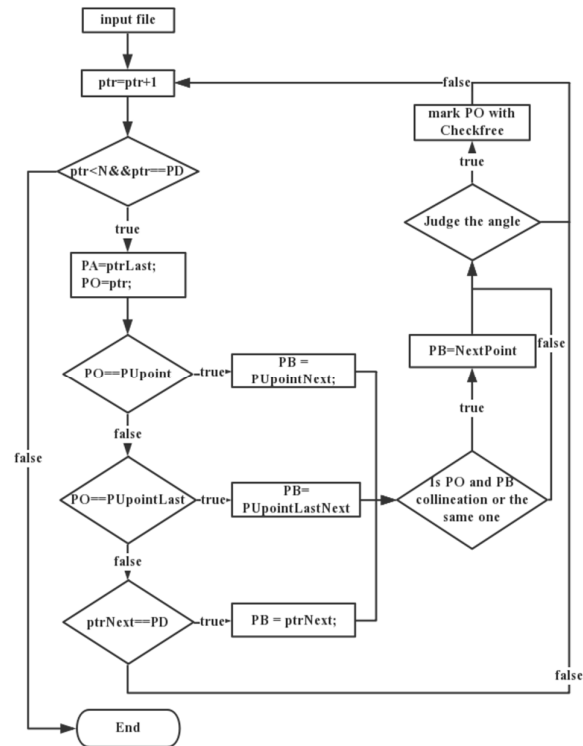 input file
ptr=ptr+1
false
mark PO with
Checkfree
true
ptr<N&&ptr==PD
Judge the angle
true
PA=ptrLast;
PO=ptr;
false
PB=NextPoint
PO==PUpoint
true
PB =
PUpointNext;
true
false
false
PO==PUpointLast
true
PB=
PUpointLastNext
Is PO and PB
collineation or the
same one
false
ptrNext==PD
true
PB = ptrNext;
false
End